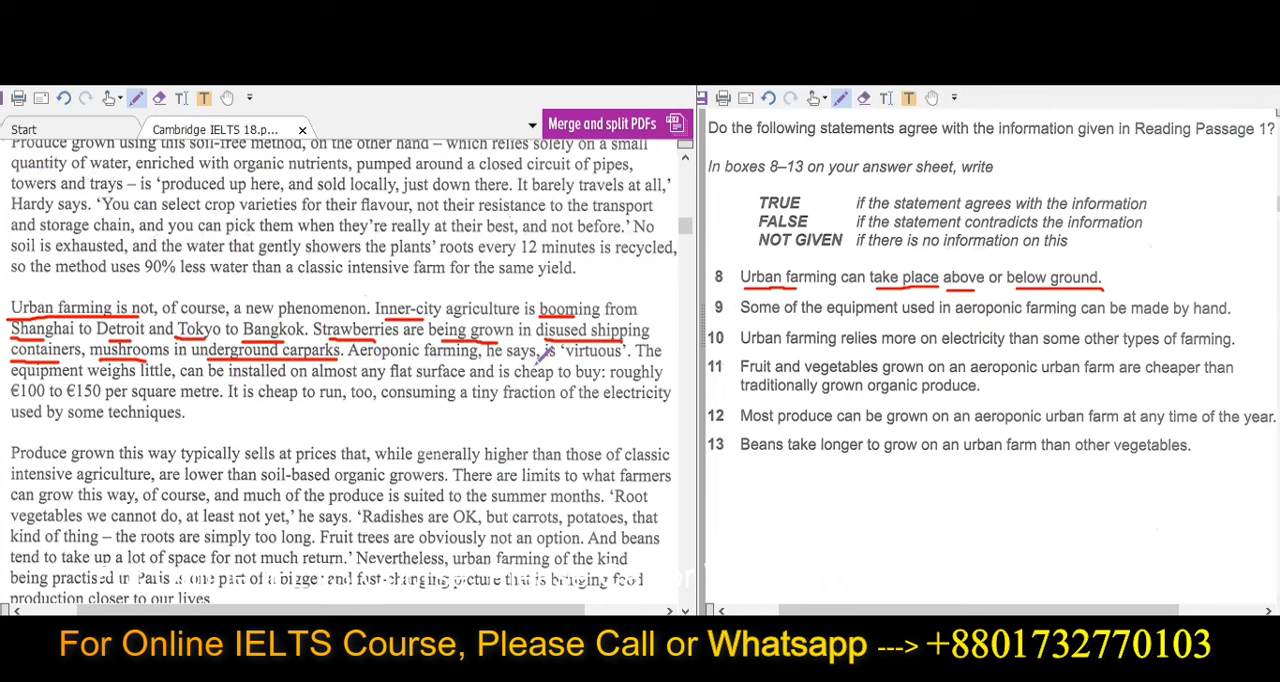 Merge and split PDFs
Start
Cambridge IELTS 18.p...
Produce grown using this soil-free method, on the other hand – which relies solely on a small
quantity of water, enriched with organic nutrients, pumped around a closed circuit of pipes,
towers and trays – is ‘produced up here, and sold locally, just down there. It barely travels at all,’
Hardy says. ‘You can select crop varieties for their flavour, not their resistance to the transport
and storage chain, and you can pick them when they’re really at their best, and not before.’ No
soil is exhausted, and the water that gently showers the plants’ roots every 12 minutes is recycled,
so the method uses 90% less water than a classic intensive farm for the same yield.
Urban farming is not, of course, a new phenomenon. Inner-city agriculture is booming from
Shanghai to Detroit and Tokyo to Bangkok. Strawberries are being grown in disused shipping
containers, mushrooms in underground carparks. Aeroponic farming, he says, is ‘virtuous’. The
equipment weighs little, can be installed on almost any flat surface and is cheap to buy: roughly
€100 to €150 per square metre. It is cheap to run, too, consuming a tiny fraction of the electricity
used by some techniques.
Produce grown this way typically sells at prices that, while generally higher than those of classic
intensive agriculture, are lower than soil-based organic growers. There are limits to what farmers
can grow this way, of course, and much of the produce is suited to the summer months. ‘Root
vegetables we cannot do, at least not yet,’ he says. ‘Radishes are OK, but carrots, potatoes, that
kind of thing – the roots are simply too long. Fruit trees are obviously not an option. And beans
tend to take up a lot of space for not much return.’ Nevertheless, urban farming of the kind
being practised in Paris is one part of a bigger and fast-changing picture that is bringing food
production closer to our lives.
Do the following statements agree with the information given in Reading Passage 1?
In boxes 8–13 on your answer sheet, write
TRUE if the statement agrees with the information
FALSE if the statement contradicts the information
NOT GIVEN if there is no information on this
8 Urban farming can take place above or below ground.
9 Some of the equipment used in aeroponic farming can be made by hand.
10 Urban farming relies more on electricity than some other types of farming.
11 Fruit and vegetables grown on an aeroponic urban farm are cheaper than
traditionally grown organic produce.
12 Most produce can be grown on an aeroponic urban farm at any time of the year.
13 Beans take longer to grow on an urban farm than other vegetables.
For Online IELTS Course, Please Call or Whatsapp ---> +8801732770103